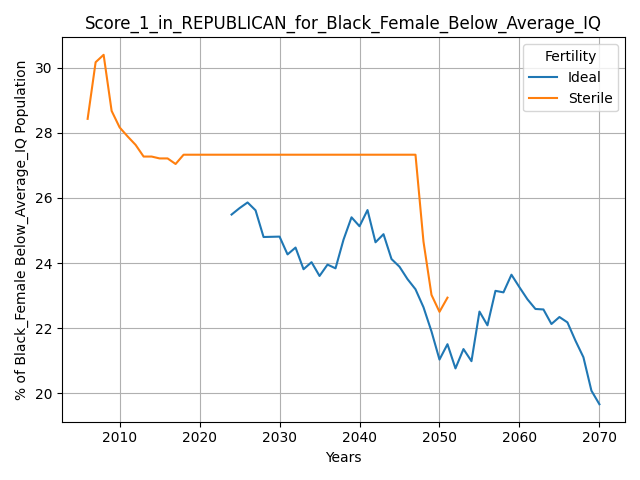 Score_1_in_REPUBLICAN_for_Black_Female_Below_Average_IQ
% of Black_Female Below_Average_IQ Population
30
28
26
24
22
20
Fertility
Ideal
Sterile
2010 2020 2030 2040 2050 2060 2070
Years